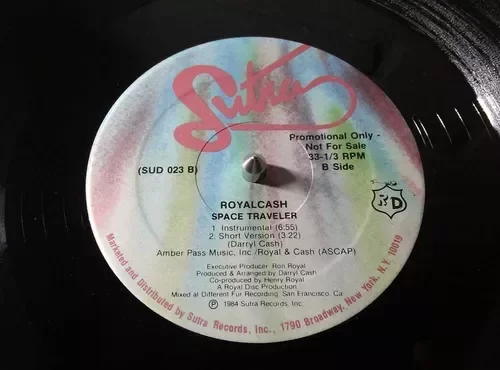 Sutra
Promotional Only -
Not For Sale
33-1/3 RPM
B Side
(SUD 023 B)
RD
ROYALCASH
SPACE TRAVELER
1. Instrumental (6:55)
2. Short Version (3:22)
(Darryl Cash)
Amber Pass Music, Inc./Royal & Cash (ASCAP)
Executive Producer: Ron Royal
Produced & Arranged by Darryl Cash
Co-produced by Henry Royal
A Royal Disc Production
Mixed at Different Fur Recording, San Francisco, Ca.
℗ 1984 Sutra Records, Inc.
Marketed and Distributed by Sutra Records, Inc., 1790 Broadway, New York, N.Y. 10019